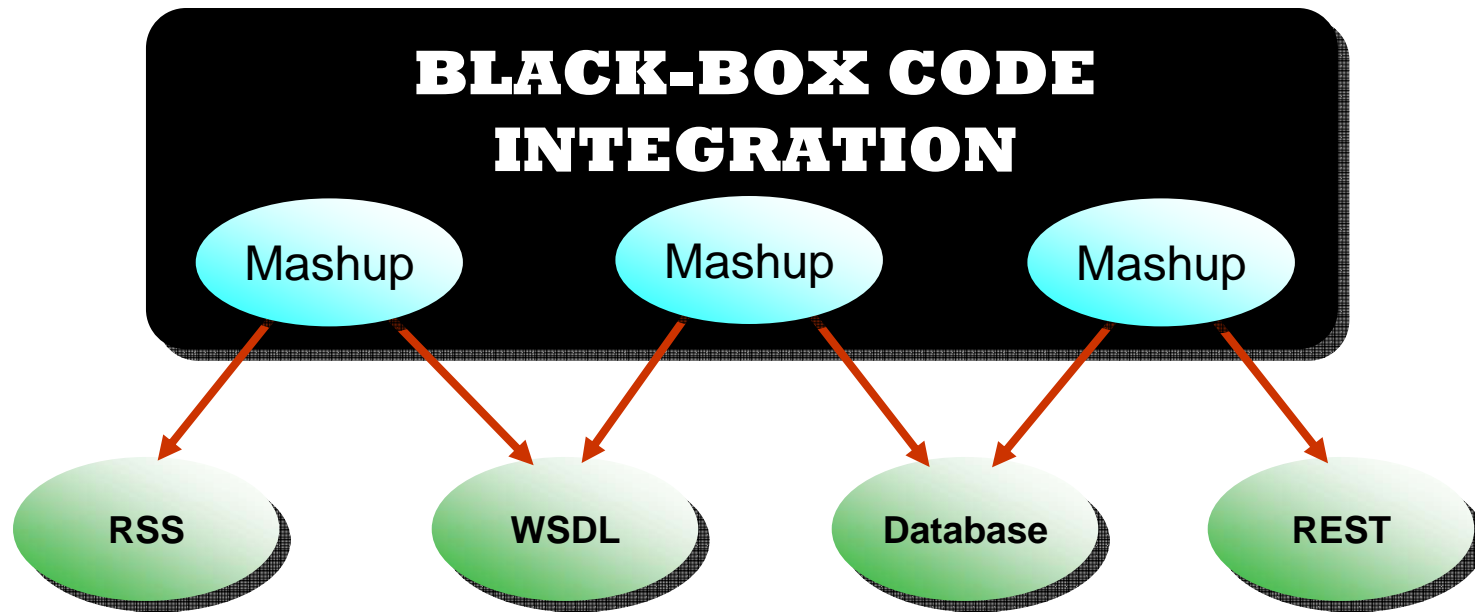 BLACK-BOX CODE
INTEGRATION
Mashup
Mashup
Mashup
RSS
WSDL
Database
REST